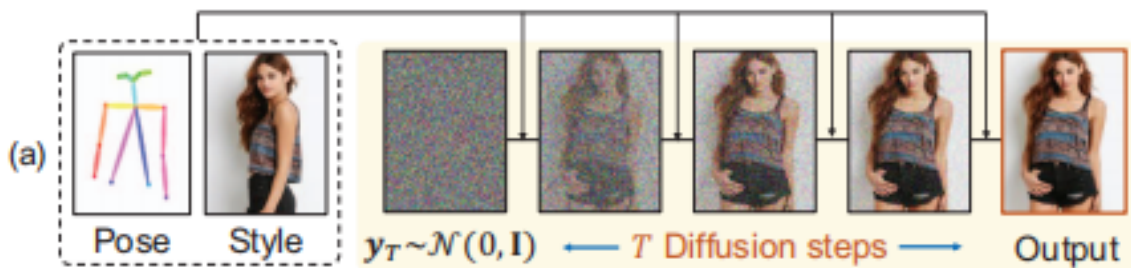 (a)
Pose Style
𝒚_T~𝒩(0, I) T Diffusion steps Output